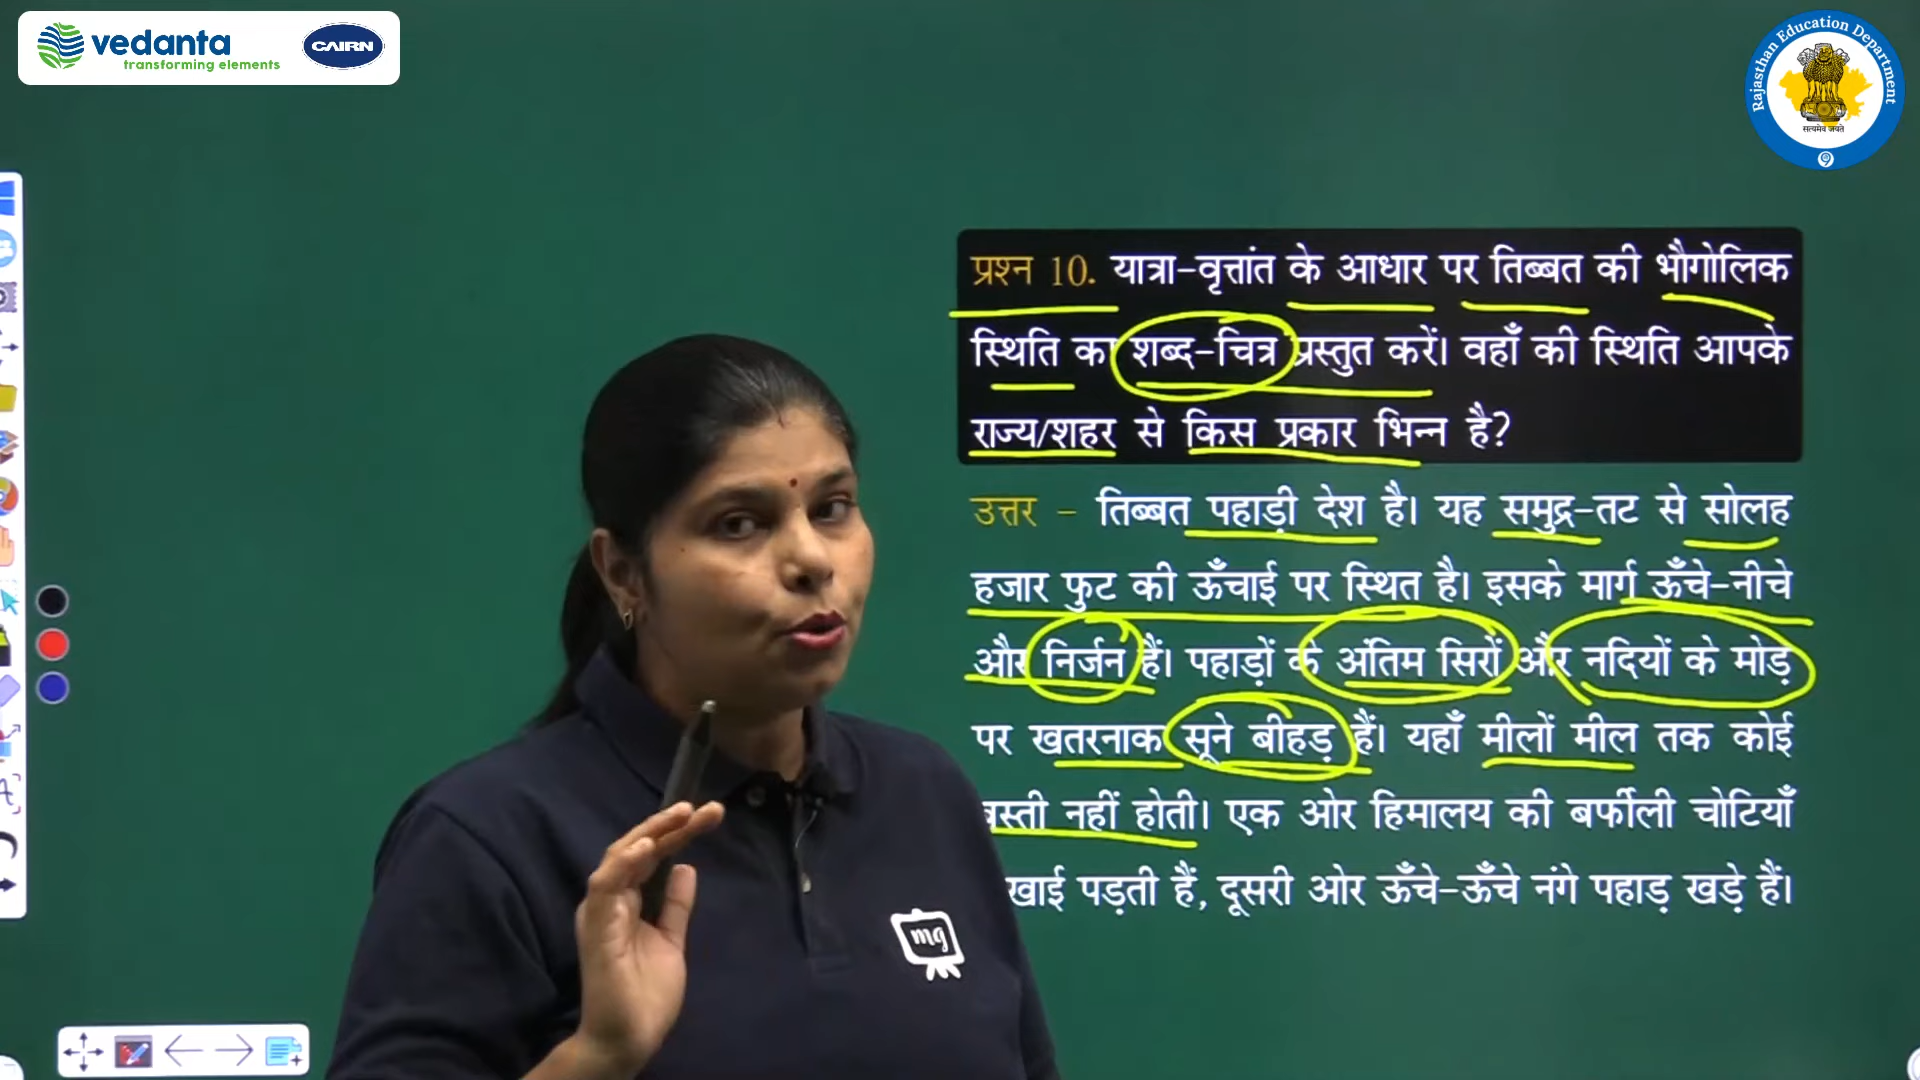 vedanta
transforming elements
CAIRN
Rajasthan Education Department
सत्यमेव जयते
प्रश्न 10. यात्रा-वृत्तांत के आधार पर तिब्बत की भौगोलिक
स्थिति का शब्द-चित्र प्रस्तुत करें। वहाँ की स्थिति आपके
राज्य/शहर से किस प्रकार भिन्न है?
उत्तर - तिब्बत पहाड़ी देश है। यह समुद्र-तट से सोलह
हजार फुट की ऊँचाई पर स्थित है। इसके मार्ग ऊँचे-नीचे
और निर्जन हैं। पहाड़ों के अंतिम सिरों और नदियों के मोड़
पर खतरनाक सूने बीहड़ हैं। यहाँ मीलों मील तक कोई
बस्ती नहीं होती। एक ओर हिमालय की बर्फीली चोटियाँ
पड़ती हैं, दूसरी ओर ऊँचे-ऊँचे नंगे पहाड़ खड़े हैं।
mg